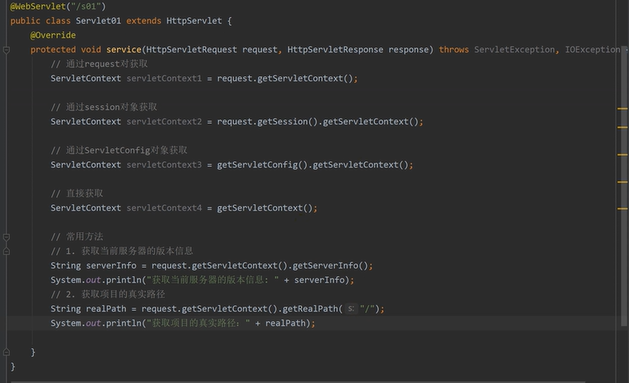 @WebServlet("/s01")
public class Servlet01 extends HttpServlet {
@Override
protected void service(HttpServletRequest request, HttpServletResponse response) throws ServletException, IOException
// 通过request对获取
ServletContext servletContext1 = request.getServletContext();
// 通过session对象获取
ServletContext servletContext2 = request.getSession().getServletContext();
// 通过ServletConfig对象获取
ServletContext servletContext3 = getServletConfig().getServletContext();
// 直接获取
ServletContext servletContext4 = getServletContext();
// 常用方法
// 1. 获取当前服务器的版本信息
String serverInfo = request.getServletContext().getServerInfo();
System.out.println("获取当前服务器的版本信息：" + serverInfo);
// 2. 获取项目的真实路径
String realPath = request.getServletContext().getRealPath( s: "/");
System.out.println("获取项目的真实路径：" + realPath);
}
}